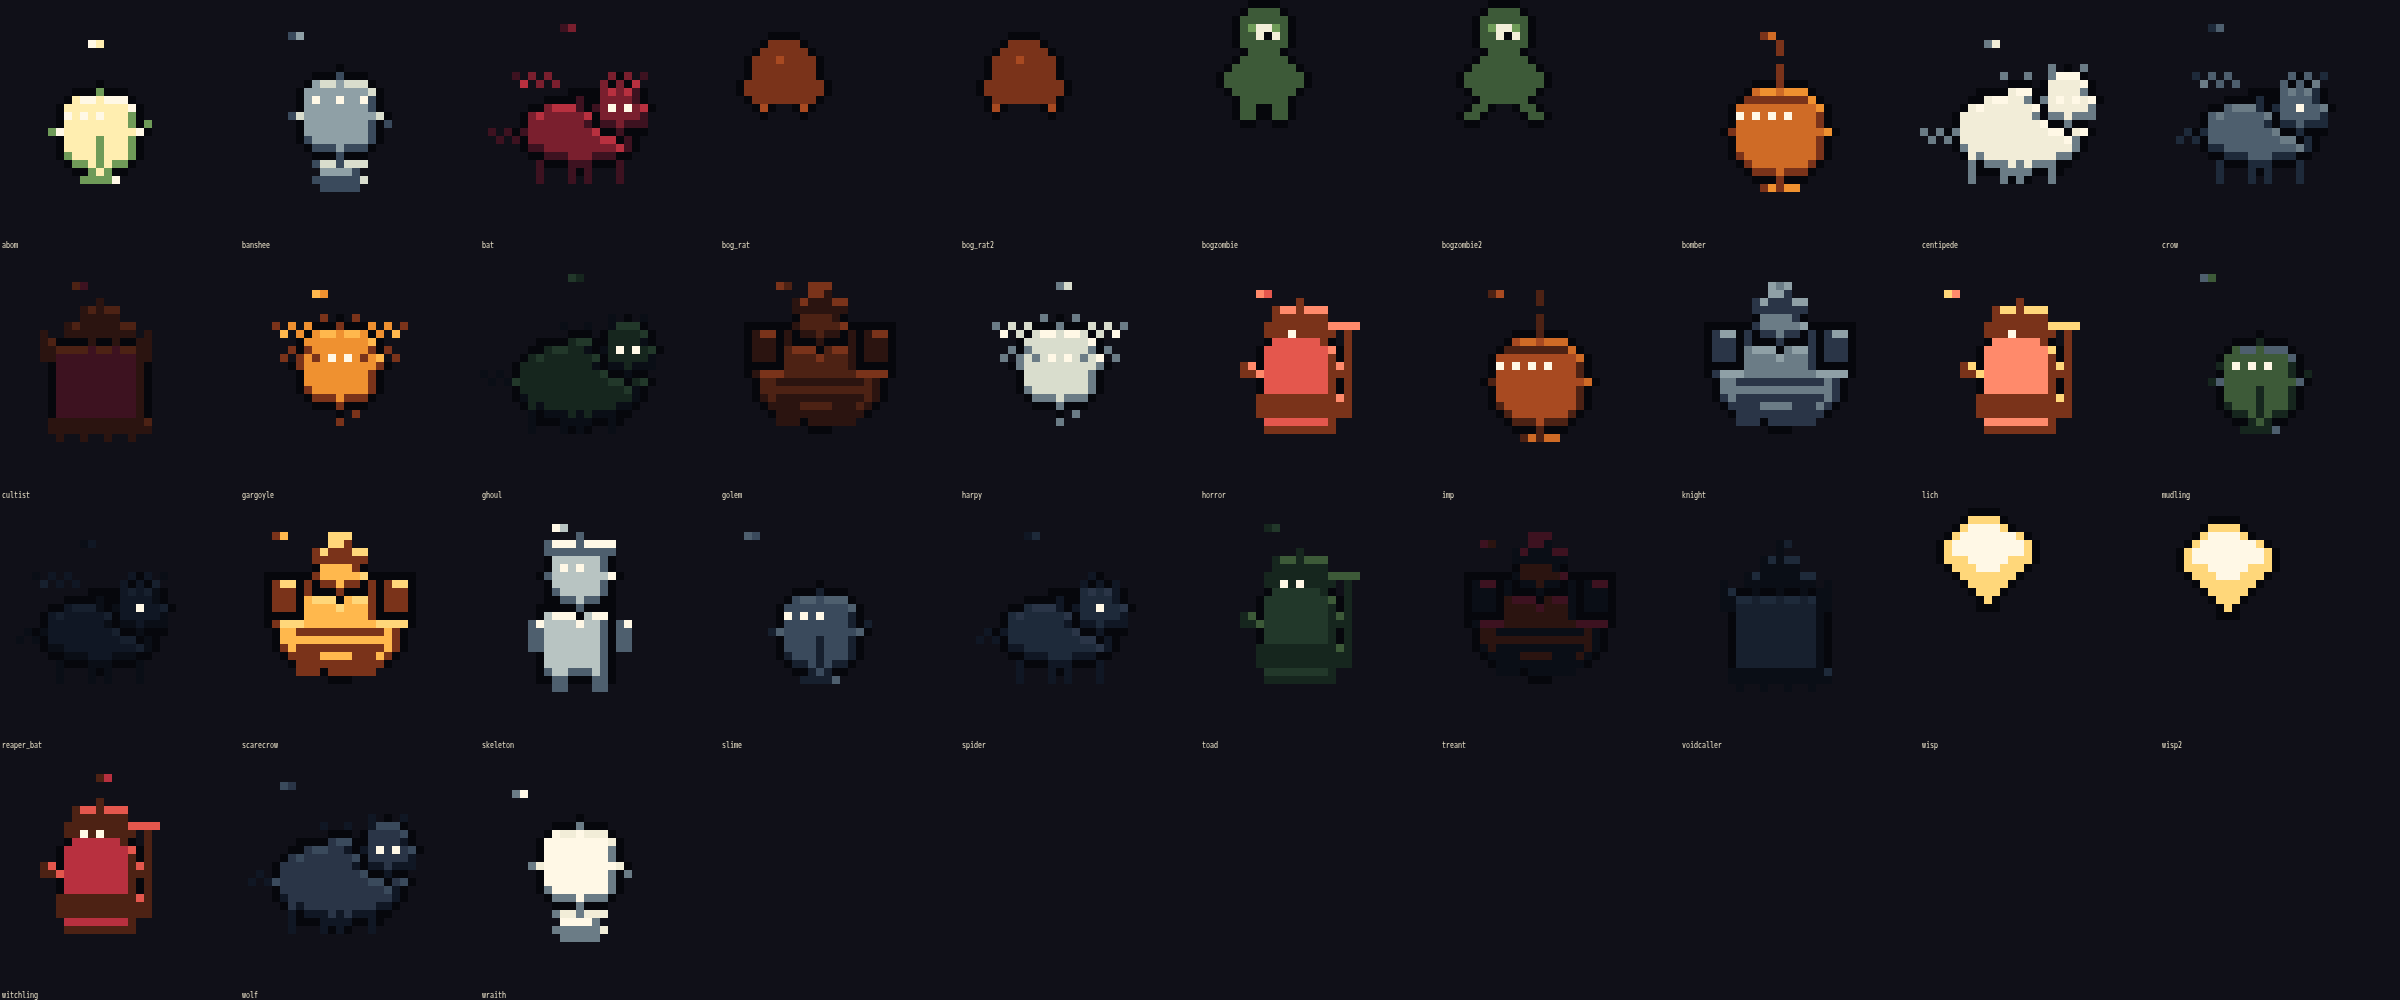 abom banshee bat bog_rat bog_rat2 bogzombie bogzombie2 bomber centipede crow
cultist gargoyle ghoul golem harpy horror imp knight lich mudling
reaper_bat scarecrow skeleton slime spider toad treant voidcaller wisp wisp2
witchling wolf wraith